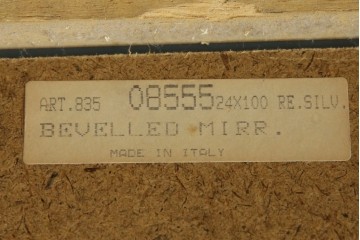 ART.835 08555 24X100 RE.SILV.
BEVELLED MIRR.
MADE IN ITALY